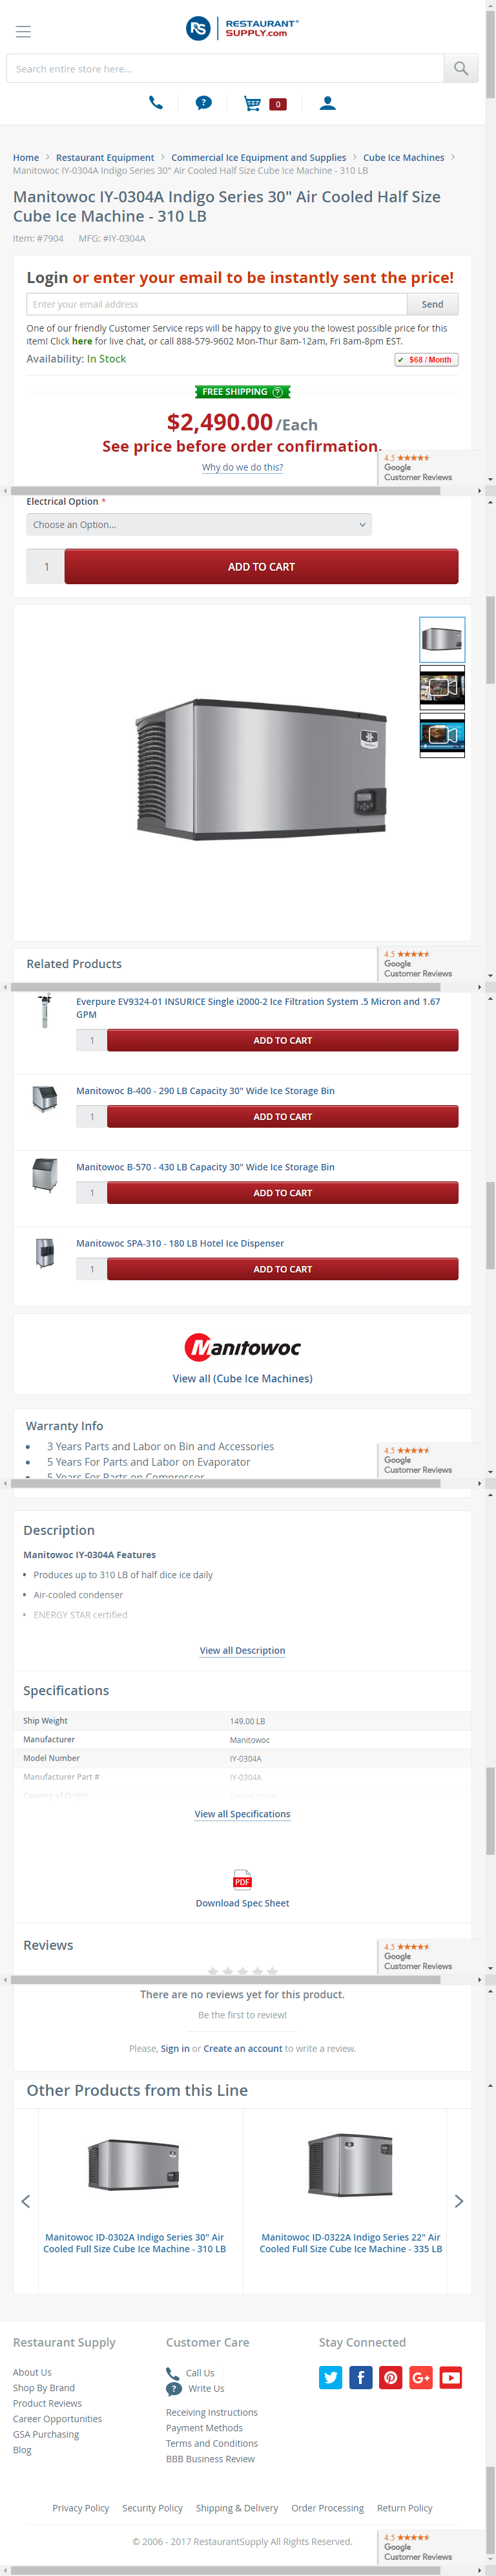 RESTAURANT
SUPPLY.com
Search entire store here...
0
Home > Restaurant Equipment > Commercial Ice Equipment and Supplies > Cube Ice Machines >
Manitowoc IY-0304A Indigo Series 30" Air Cooled Half Size Cube Ice Machine - 310 LB
Manitowoc IY-0304A Indigo Series 30" Air Cooled Half Size
Cube Ice Machine - 310 LB
Item: #7904 MFG: #IY-0304A
Login or enter your email to be instantly sent the price!
Enter your email address
Send
One of our friendly Customer Service reps will be happy to give you the lowest possible price for this
item! Click here for live chat, or call 888-579-9602 Mon-Thur 8am-12am, Fri 8am-8pm EST.
Availability: In Stock
✔ $68 / Month
FREE SHIPPING ?
$2,490.00 /Each
See price before order confirmation.
Why do we do this?
4.5 ★★★★★
Google
Customer Reviews
Electrical Option *
Choose an Option...
1
ADD TO CART
Related Products
4.5 ★★★★★
Google
Customer Reviews
Everpure EV9324-01 INSURICE Single i2000-2 Ice Filtration System .5 Micron and 1.67
GPM
1
ADD TO CART
Manitowoc B-400 - 290 LB Capacity 30" Wide Ice Storage Bin
1
ADD TO CART
Manitowoc B-570 - 430 LB Capacity 30" Wide Ice Storage Bin
1
ADD TO CART
Manitowoc SPA-310 - 180 LB Hotel Ice Dispenser
1
ADD TO CART
Manitowoc
View all (Cube Ice Machines)
Warranty Info
• 3 Years Parts and Labor on Bin and Accessories
• 5 Years For Parts and Labor on Evaporator
5 Years For Parts on Compressor
4.5 ★★★★★
Google
Customer Reviews
Description
Manitowoc IY-0304A Features
• Produces up to 310 LB of half dice ice daily
• Air-cooled condenser
• ENERGY STAR certified
View all Description
Specifications
Ship Weight 149.00 LB
Manufacturer Manitowoc
Model Number IY-0304A
Manufacturer Part # IY-0304A
Country of Origin United States
View all Specifications
PDF
Download Spec Sheet
Reviews
4.5 ★★★★★
Google
Customer Reviews
There are no reviews yet for this product.
Be the first to review!
Please, Sign in or Create an account to write a review.
Other Products from this Line
Manitowoc ID-0302A Indigo Series 30" Air
Cooled Full Size Cube Ice Machine - 310 LB
Manitowoc ID-0322A Indigo Series 22" Air
Cooled Full Size Cube Ice Machine - 335 LB
Restaurant Supply
About Us
Shop By Brand
Product Reviews
Career Opportunities
GSA Purchasing
Blog
Customer Care
Call Us
Write Us
Receiving Instructions
Payment Methods
Terms and Conditions
BBB Business Review
Stay Connected
Privacy Policy Security Policy Shipping & Delivery Order Processing Return Policy
© 2006 - 2017 RestaurantSupply All Rights Reserved.
4.5 ★★★★★
Google
Customer Reviews